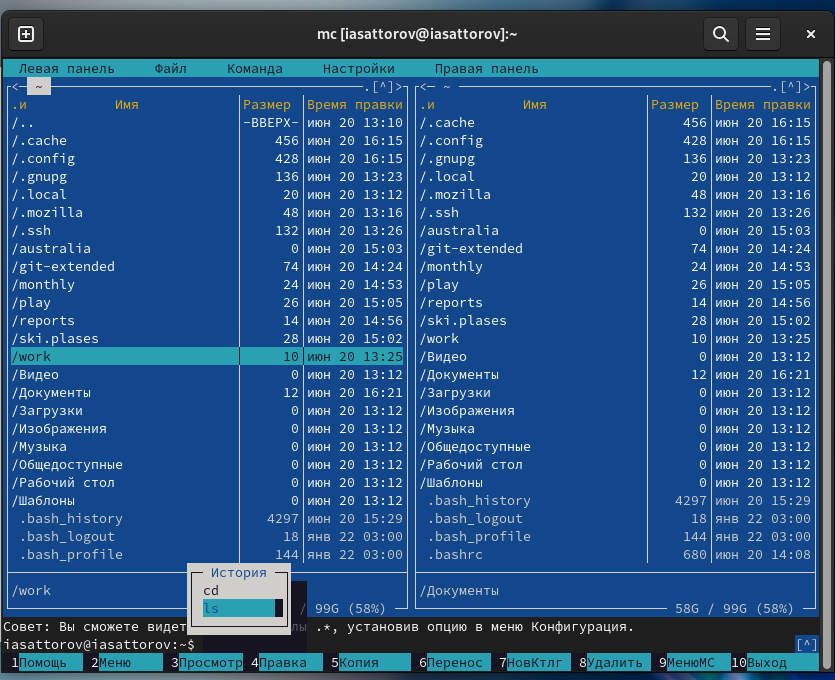 mc [iasattorov@iasattorov]:~
Левая панель Файл Команда Настройки Правая панель
<─ ~ .[^]>
.и Имя Размер Время правки
/.. -ВВЕРХ- июн 20 13:10
/.cache 456 июн 20 16:15
/.config 428 июн 20 16:15
/.gnupg 136 июн 20 13:23
/.local 20 июн 20 13:12
/.mozilla 48 июн 20 13:16
/.ssh 132 июн 20 13:26
/australia 0 июн 20 15:03
/git-extended 74 июн 20 14:24
/monthly 24 июн 20 14:53
/play 26 июн 20 15:05
/reports 14 июн 20 14:56
/ski.plases 28 июн 20 15:02
/work 10 июн 20 13:25
/Видео 0 июн 20 13:12
/Документы 12 июн 20 16:21
/Загрузки 0 июн 20 13:12
/Изображения 0 июн 20 13:12
/Музыка 0 июн 20 13:12
/Общедоступные 0 июн 20 13:12
/Рабочий стол 0 июн 20 13:12
/Шаблоны 0 июн 20 13:12
.bash_history 4297 июн 20 15:29
.bash_logout 18 янв 22 03:00
.bash_profile 144 янв 22 03:00
/work
/ 99G (58%)
<─ ~ .[^]>
.и Имя Размер Время правки
/.cache 456 июн 20 16:15
/.config 428 июн 20 16:15
/.gnupg 136 июн 20 13:23
/.local 20 июн 20 13:12
/.mozilla 48 июн 20 13:16
/.ssh 132 июн 20 13:26
/australia 0 июн 20 15:03
/git-extended 74 июн 20 14:24
/monthly 24 июн 20 14:53
/play 26 июн 20 15:05
/reports 14 июн 20 14:56
/ski.plases 28 июн 20 15:02
/work 10 июн 20 13:25
/Видео 0 июн 20 13:12
/Документы 12 июн 20 16:21
/Загрузки 0 июн 20 13:12
/Изображения 0 июн 20 13:12
/Музыка 0 июн 20 13:12
/Общедоступные 0 июн 20 13:12
/Рабочий стол 0 июн 20 13:12
/Шаблоны 0 июн 20 13:12
.bash_history 4297 июн 20 15:29
.bash_logout 18 янв 22 03:00
.bash_profile 144 янв 22 03:00
.bashrc 680 июн 20 14:08
/Документы
58G / 99G (58%)
История
cd
ls
Совет: Вы сможете видет лы .*, установив опцию в меню Конфигурация.
iasattorov@iasattorov:~$ [^]
1Помощь 2Меню 3Просмотр 4Правка 5Копия 6Перенос 7НовКтлг 8Удалить 9МенюМС 10Выход